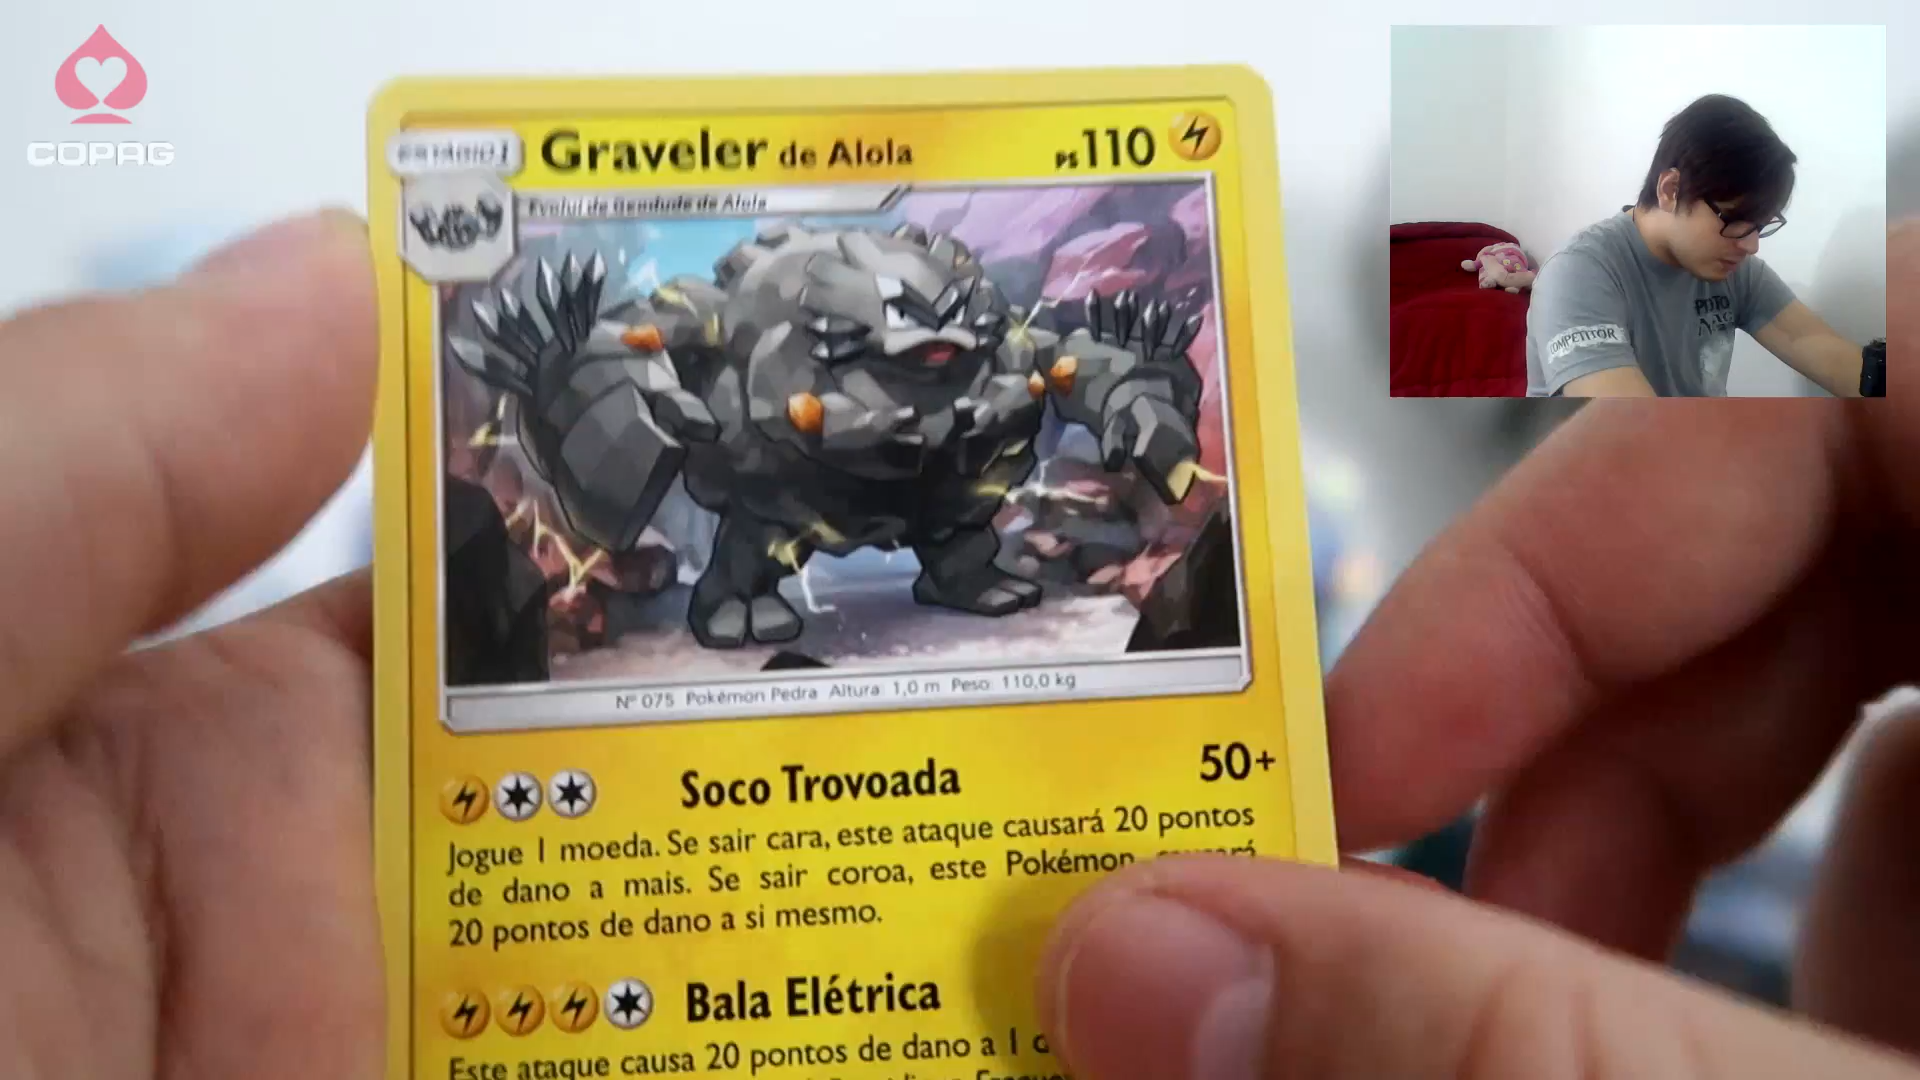 COPAG
ESTÁGIO 1
Graveler de Alola
PS 110
Evolui de Geodude de Alola
Nº 075 Pokémon Pedra Altura: 1,0 m Peso: 110,0 kg
Soco Trovoada 50+
Jogue 1 moeda. Se sair cara, este ataque causará 20 pontos
de dano a mais. Se sair coroa, este Pokémon causará
20 pontos de dano a si mesmo.
Bala Elétrica
Este ataque causa 20 pontos de dano a 1
COMPETITOR